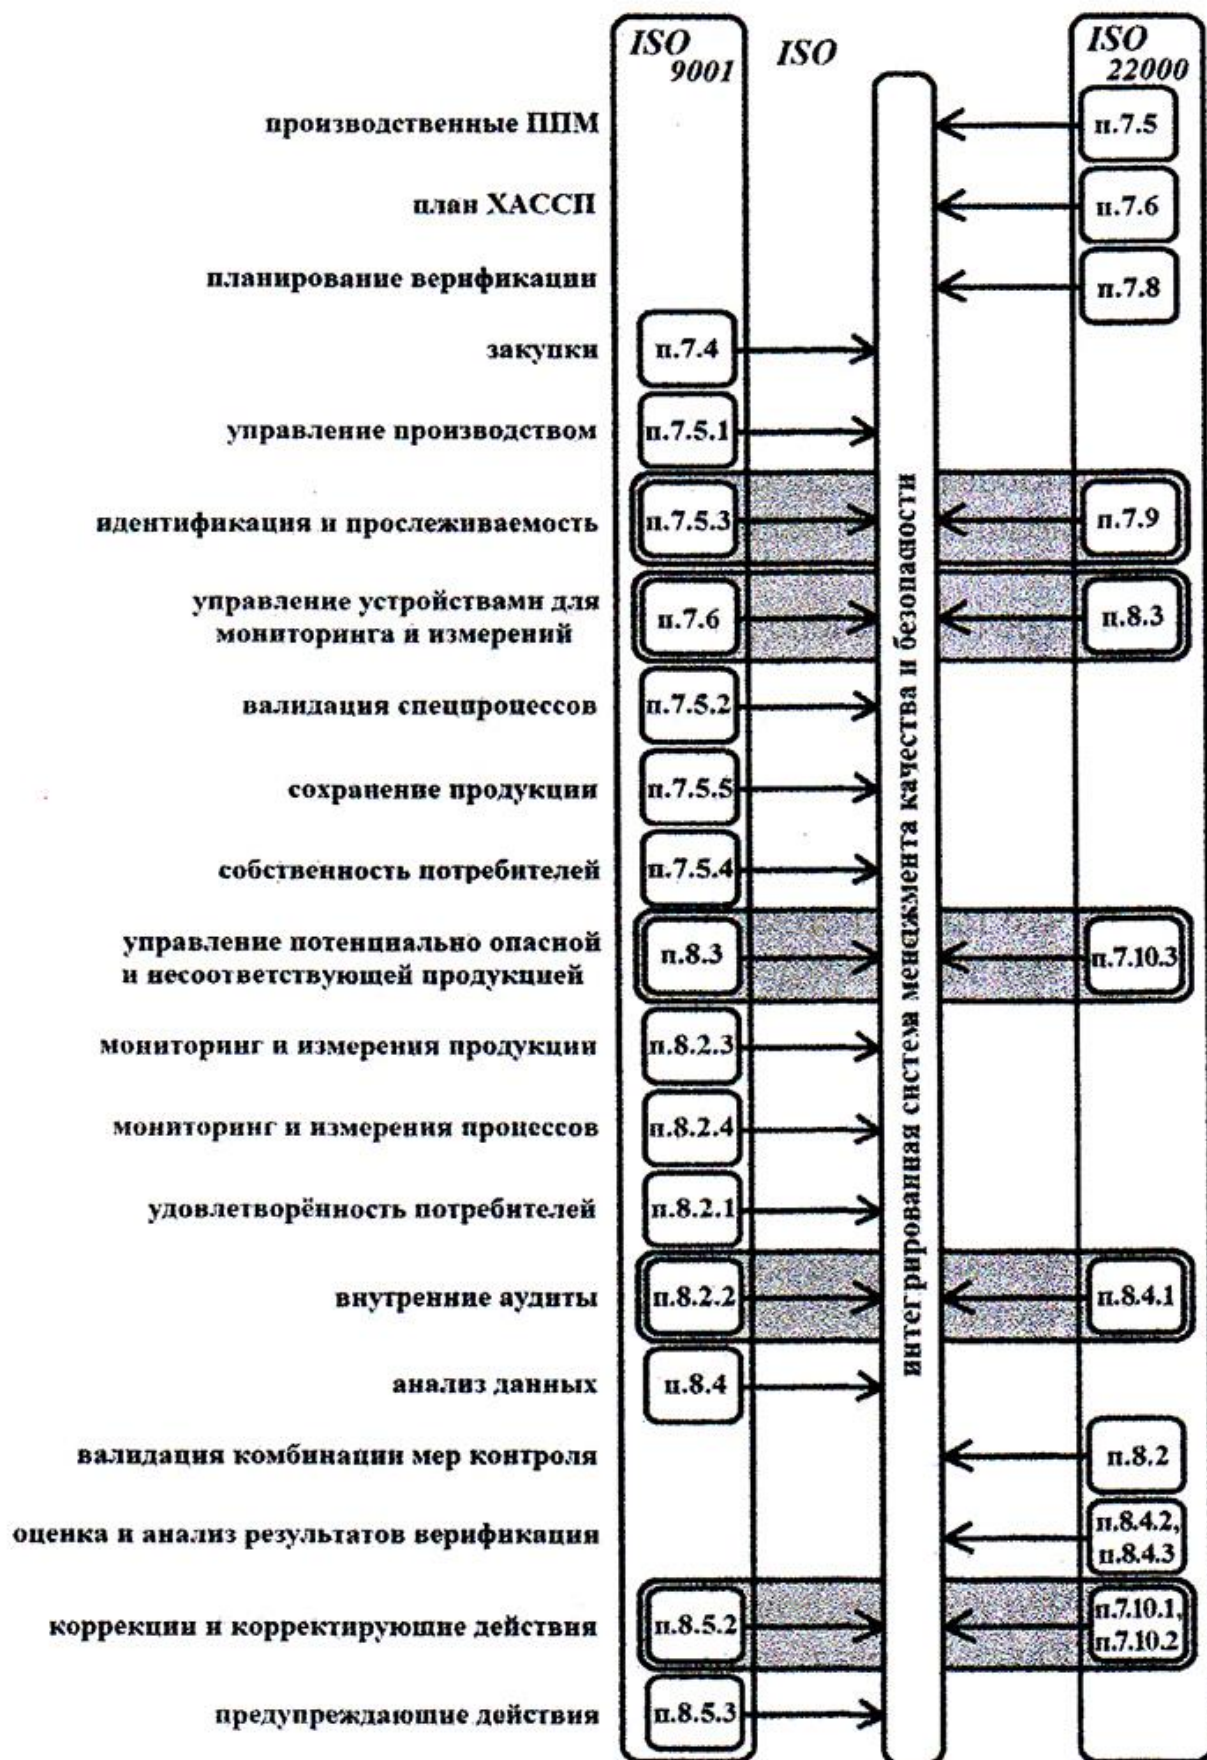 ISO
9001
ISO
ISO
22000
производственные ППМ
п.7.5
план ХАССП
п.7.6
планирование верификации
п.7.8
закупки
п.7.4
управление производством
п.7.5.1
идентификация и прослеживаемость
п.7.5.3
п.7.9
управление устройствами для
мониторинга и измерений
п.7.6
п.8.3
валидация спецпроцессов
п.7.5.2
сохранение продукции
п.7.5.5
собственность потребителей
п.7.5.4
управление потенциально опасной
и несоответствующей продукцией
п.8.3
п.7.10.3
мониторинг и измерения продукции
п.8.2.3
мониторинг и измерения процессов
п.8.2.4
удовлетворённость потребителей
п.8.2.1
внутренние аудиты
п.8.2.2
п.8.4.1
анализ данных
п.8.4
валидация комбинации мер контроля
п.8.2
оценка и анализ результатов верификация
п.8.4.2,
п.8.4.3
коррекции и корректирующие действия
п.8.5.2
п.7.10.1,
п.7.10.2
предупреждающие действия
п.8.5.3
интегрированная система менеджмента качества и безопасности